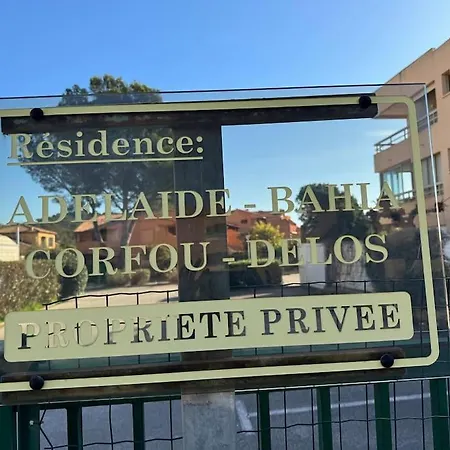 Résidence:
ADELAIDE - BAHIA
CORFOU - DELOS
PROPRIETE PRIVEE